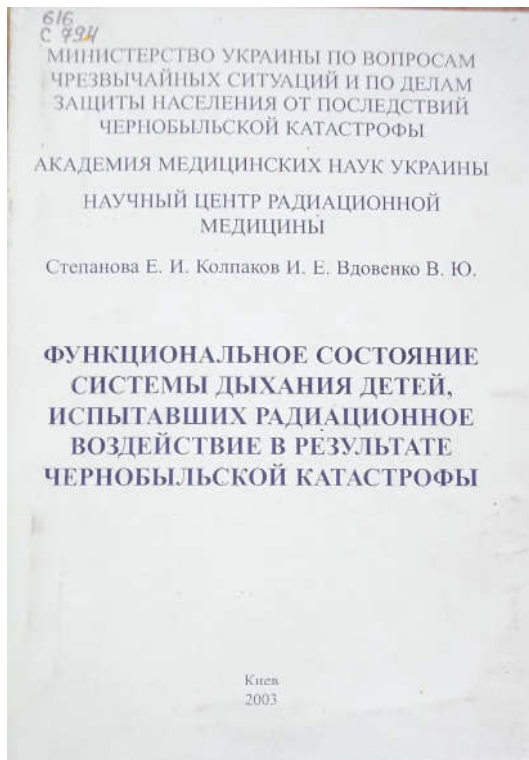 616
С 794
МИНИСТЕРСТВО УКРАИНЫ ПО ВОПРОСАМ
ЧРЕЗВЫЧАЙНЫХ СИТУАЦИЙ И ПО ДЕЛАМ
ЗАЩИТЫ НАСЕЛЕНИЯ ОТ ПОСЛЕДСТВИЙ
ЧЕРНОБЫЛЬСКОЙ КАТАСТРОФЫ
АКАДЕМИЯ МЕДИЦИНСКИХ НАУК УКРАИНЫ
НАУЧНЫЙ ЦЕНТР РАДИАЦИОННОЙ
МЕДИЦИНЫ
Степанова Е. И. Колпаков И. Е. Вдовенко В. Ю.
ФУНКЦИОНАЛЬНОЕ СОСТОЯНИЕ
СИСТЕМЫ ДЫХАНИЯ ДЕТЕЙ,
ИСПЫТАВШИХ РАДИАЦИОННОЕ
ВОЗДЕЙСТВИЕ В РЕЗУЛЬТАТЕ
ЧЕРНОБЫЛЬСКОЙ КАТАСТРОФЫ
Киев
2003